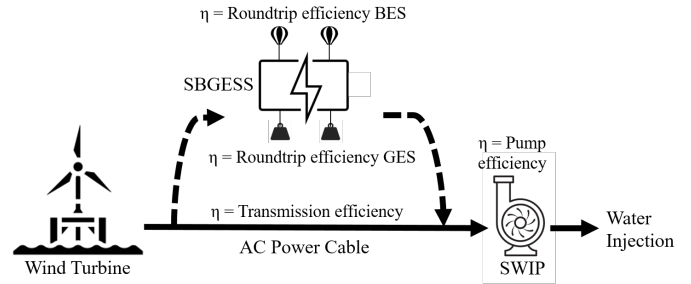 η = Roundtrip efficiency BES
SBGESS
η = Roundtrip efficiency GES
η = Pump
efficiency
η = Transmission efficiency
AC Power Cable
Water
Injection
Wind Turbine
SWIP